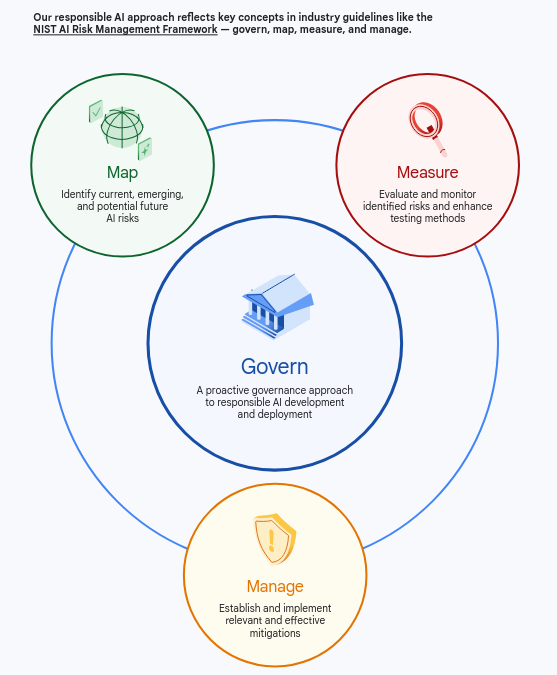 Our responsible AI approach reflects key concepts in industry guidelines like the
NIST AI Risk Management Framework — govern, map, measure, and manage.
Map
Identify current, emerging,
and potential future
AI risks
Measure
Evaluate and monitor
identified risks and enhance
testing methods
Govern
A proactive governance approach
to responsible AI development
and deployment
Manage
Establish and implement
relevant and effective
mitigations